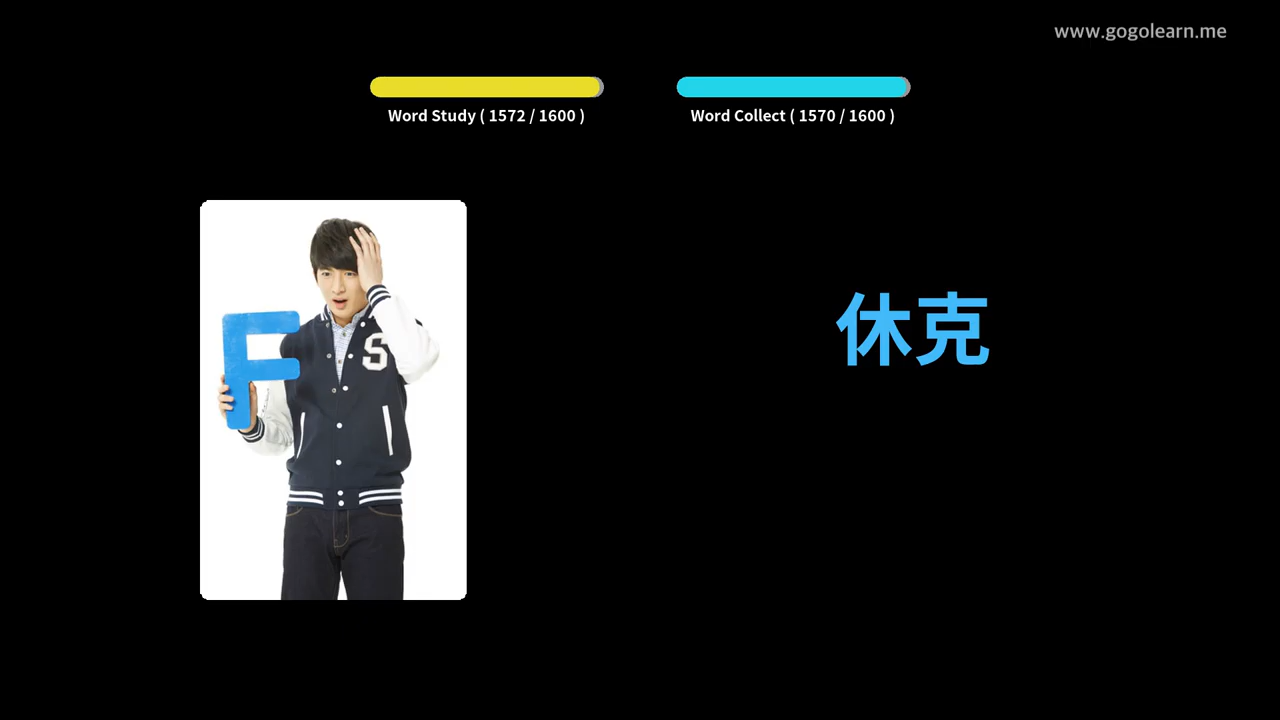 www.gogolearn.me
Word Study ( 1572 / 1600 )
Word Collect ( 1570 / 1600 )
F
S
休克